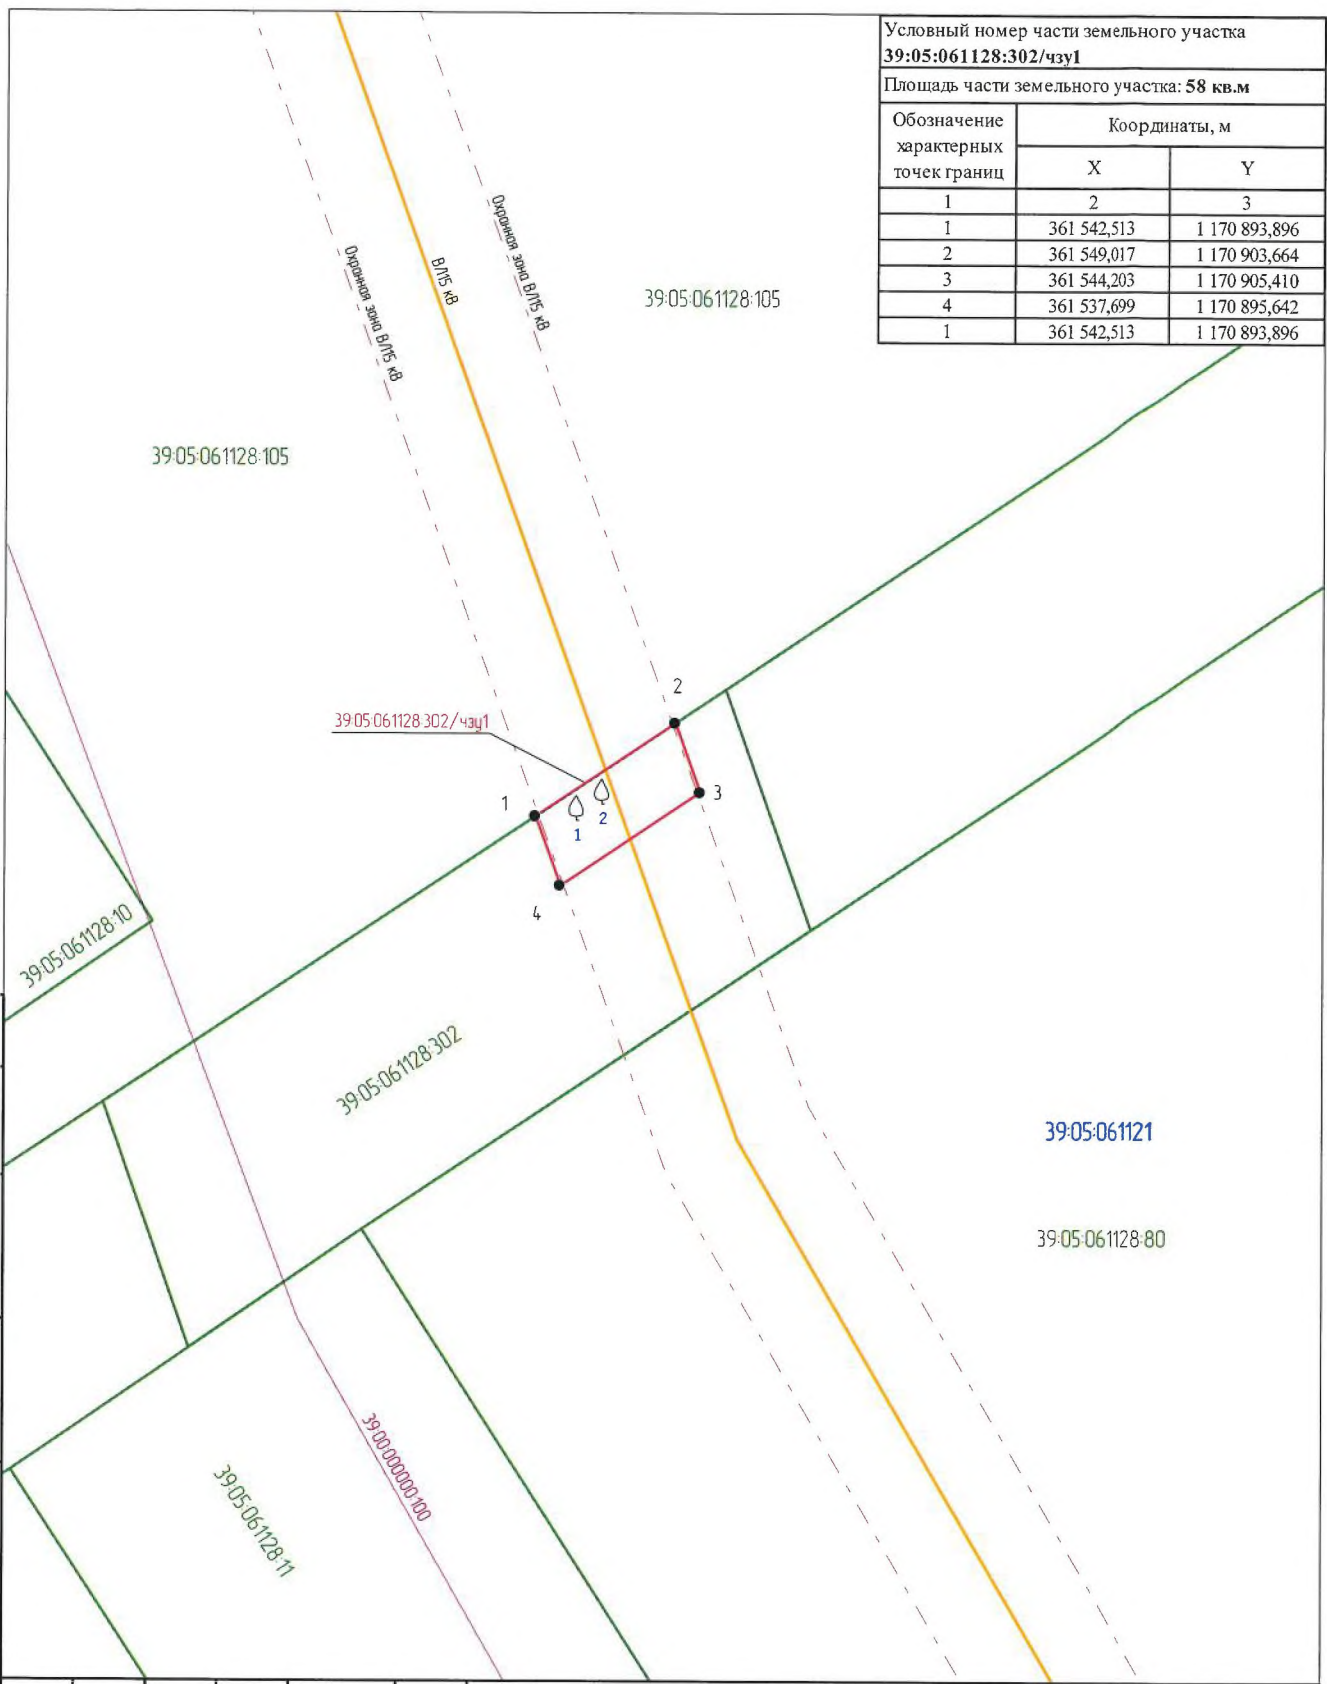 Условный номер части земельного участка
39:05:061128:302/чзу1
Площадь части земельного участка: 58 кв.м
Обозначение характерных точек границ
Координаты, м
X
Y
1 2 3
1 361 542,513 1 170 893,896
2 361 549,017 1 170 903,664
3 361 544,203 1 170 905,410
4 361 537,699 1 170 895,642
1 361 542,513 1 170 893,896
Охранная зона ВЛ15 кВ
ВЛ15 кВ
Охранная зона ВЛ15 кВ
39:05:061128:105
39:05:061128:105
39:05:061128:302/чзу1
2
3
1
1
2
4
39:05:061128:10
39:05:061128:302
39:05:061121
39:05:061128:80
39:00:000000:100
39:05:061128:11